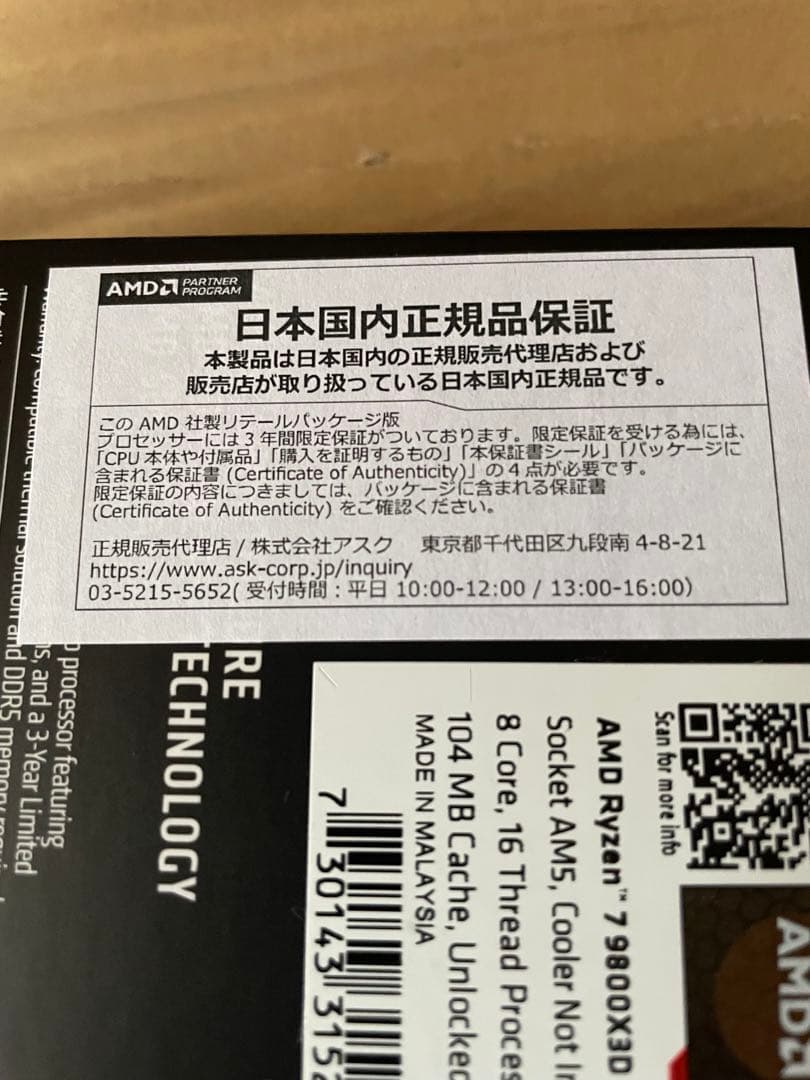 AMD PARTNER PROGRAM
日本国内正規品保証
本製品は日本国内の正規販売代理店および
販売店が取り扱っている日本国内正規品です。
この AMD 社製リテールパッケージ版
プロセッサーには 3 年間限定保証がついております。限定保証を受ける為には、
「CPU 本体や付属品」「購入を証明するもの」「本保証書シール」「パッケージに
含まれる保証書 (Certificate of Authenticity)」の 4 点が必要です。
限定保証の内容につきましては、パッケージに含まれる保証書
(Certificate of Authenticity) をご確認ください。
正規販売代理店 / 株式会社アスク 東京都千代田区九段南 4-8-21
https://www.ask-corp.jp/inquiry
03-5215-5652( 受付時間：平日 10:00-12:00 / 13:00-16:00)
Scan for more info
AMD Ryzen™ 7 9800X3D
Socket AM5, Cooler Not
8 Core, 16 Thread
104 MB Cache, Unlocked
MADE IN MALAYSIA
7 30143 315
TECHNOLOGY
processor featuring
and a 3-Year Limited
thermal solution and DDR5 memory
AMD